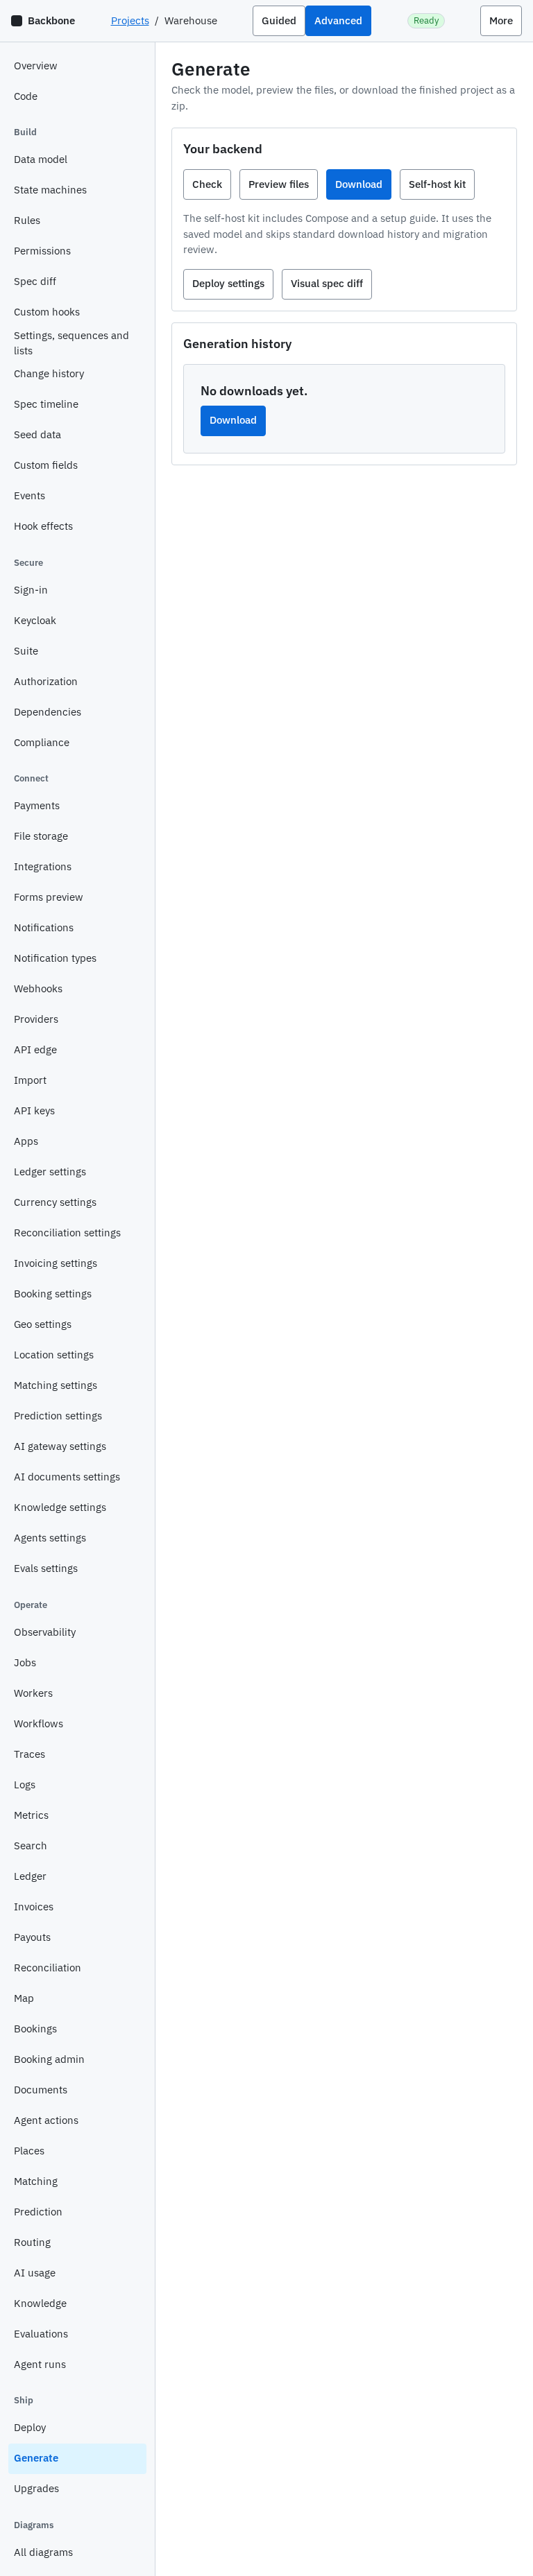 Backbone
Projects / Warehouse
Guided
Advanced
Ready
More
Overview
Code
Build
Data model
State machines
Rules
Permissions
Spec diff
Custom hooks
Settings, sequences and
lists
Change history
Spec timeline
Seed data
Custom fields
Events
Hook effects
Secure
Sign-in
Keycloak
Suite
Authorization
Dependencies
Compliance
Connect
Payments
File storage
Integrations
Forms preview
Notifications
Notification types
Webhooks
Providers
API edge
Import
API keys
Apps
Ledger settings
Currency settings
Reconciliation settings
Invoicing settings
Booking settings
Geo settings
Location settings
Matching settings
Prediction settings
AI gateway settings
AI documents settings
Knowledge settings
Agents settings
Evals settings
Operate
Observability
Jobs
Workers
Workflows
Traces
Logs
Metrics
Search
Ledger
Invoices
Payouts
Reconciliation
Map
Bookings
Booking admin
Documents
Agent actions
Places
Matching
Prediction
Routing
AI usage
Knowledge
Evaluations
Agent runs
Ship
Deploy
Generate
Upgrades
Diagrams
All diagrams
Generate
Check the model, preview the files, or download the finished project as a
zip.
Your backend
Check
Preview files
Download
Self-host kit
The self-host kit includes Compose and a setup guide. It uses the
saved model and skips standard download history and migration
review.
Deploy settings
Visual spec diff
Generation history
No downloads yet.
Download